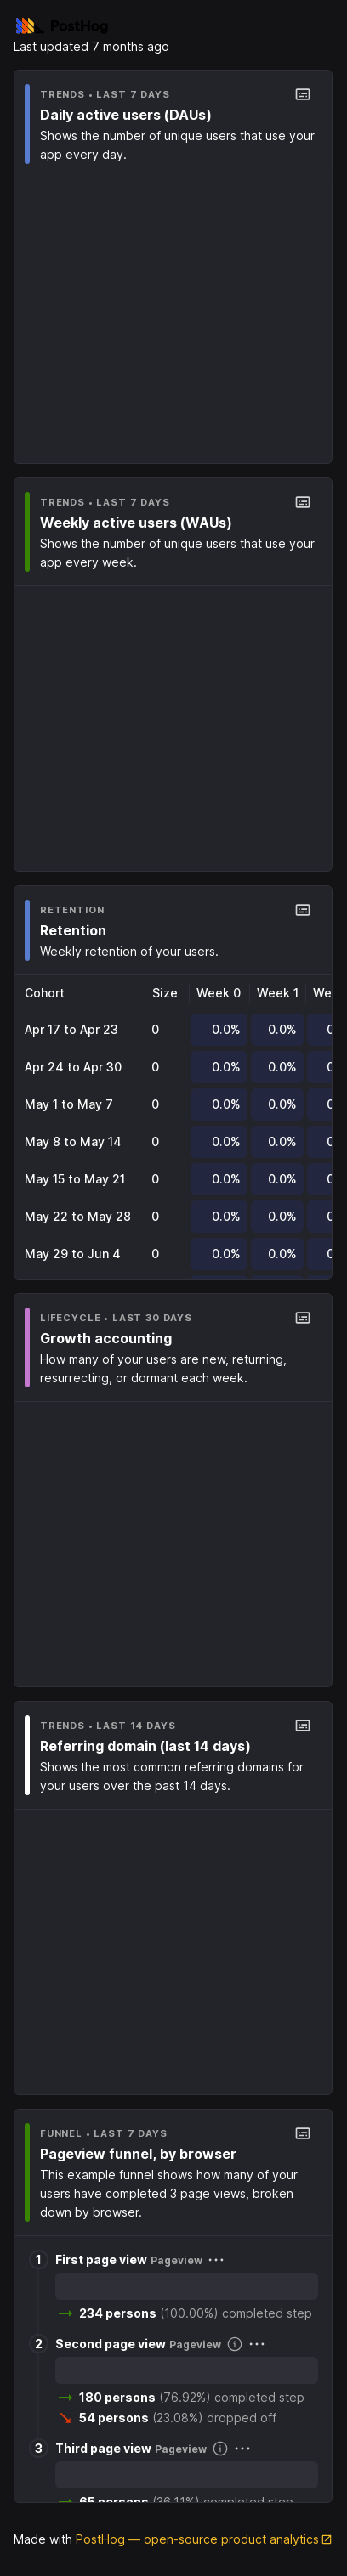 PostHog
Last updated 7 months ago
TRENDS • LAST 7 DAYS
Daily active users (DAUs)
Shows the number of unique users that use your
app every day.
TRENDS • LAST 7 DAYS
Weekly active users (WAUs)
Shows the number of unique users that use your
app every week.
RETENTION
Retention
Weekly retention of your users.
Cohort Size Week 0 Week 1 We
Apr 17 to Apr 23 0 0.0% 0.0% 0
Apr 24 to Apr 30 0 0.0% 0.0% 0
May 1 to May 7 0 0.0% 0.0% 0
May 8 to May 14 0 0.0% 0.0% 0
May 15 to May 21 0 0.0% 0.0% 0
May 22 to May 28 0 0.0% 0.0% 0
May 29 to Jun 4 0 0.0% 0.0% 0
LIFECYCLE • LAST 30 DAYS
Growth accounting
How many of your users are new, returning,
resurrecting, or dormant each week.
TRENDS • LAST 14 DAYS
Referring domain (last 14 days)
Shows the most common referring domains for
your users over the past 14 days.
FUNNEL • LAST 7 DAYS
Pageview funnel, by browser
This example funnel shows how many of your
users have completed 3 page views, broken
down by browser.
1 First page view Pageview
234 persons (100.00%) completed step
2 Second page view Pageview
180 persons (76.92%) completed step
54 persons (23.08%) dropped off
3 Third page view Pageview
65 persons (36.11%) completed step
Made with PostHog — open-source product analytics